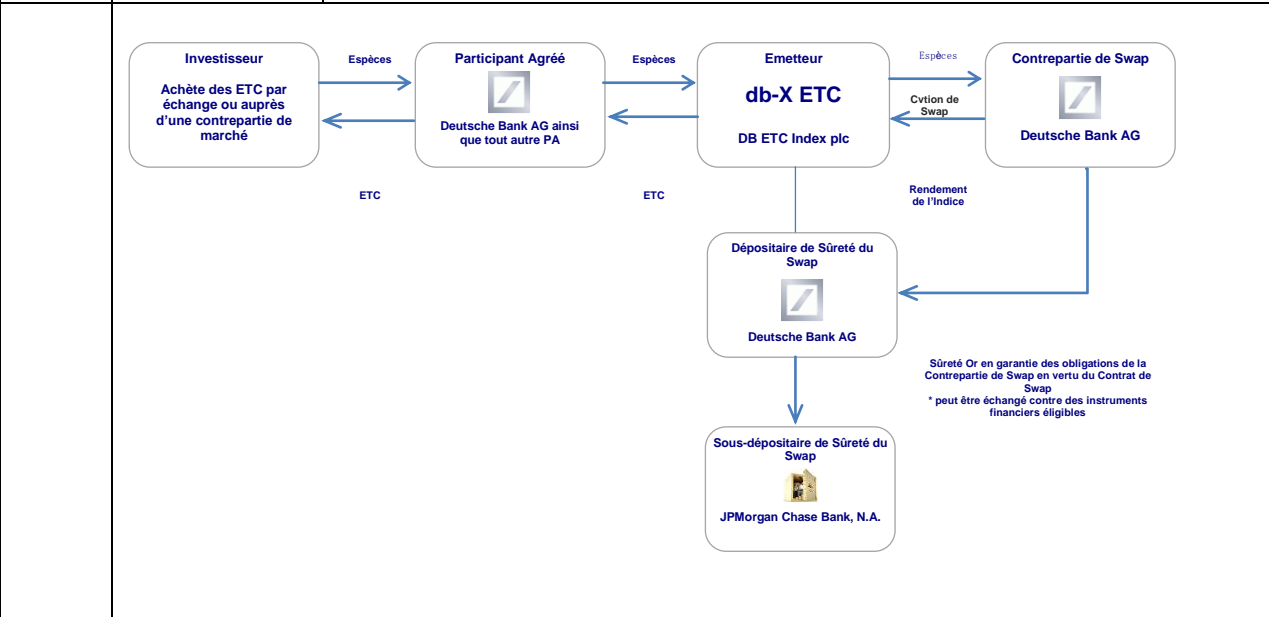 Investisseur
Achète des ETC par
échange ou auprès
d'une contrepartie de
marché
Espèces
ETC
Participant Agréé
Deutsche Bank AG ainsi
que tout autre PA
Espèces
ETC
Emetteur
db-X ETC
DB ETC Index plc
Espèces
Cvtion de
Swap
Rendement
de l'Indice
Contrepartie de Swap
Deutsche Bank AG
Dépositaire de Sûreté du
Swap
Deutsche Bank AG
Sûreté Or en garantie des obligations de la
Contrepartie de Swap en vertu du Contrat de
Swap
* peut être échangé contre des instruments
financiers éligibles
Sous-dépositaire de Sûreté du
Swap
JPMorgan Chase Bank, N.A.